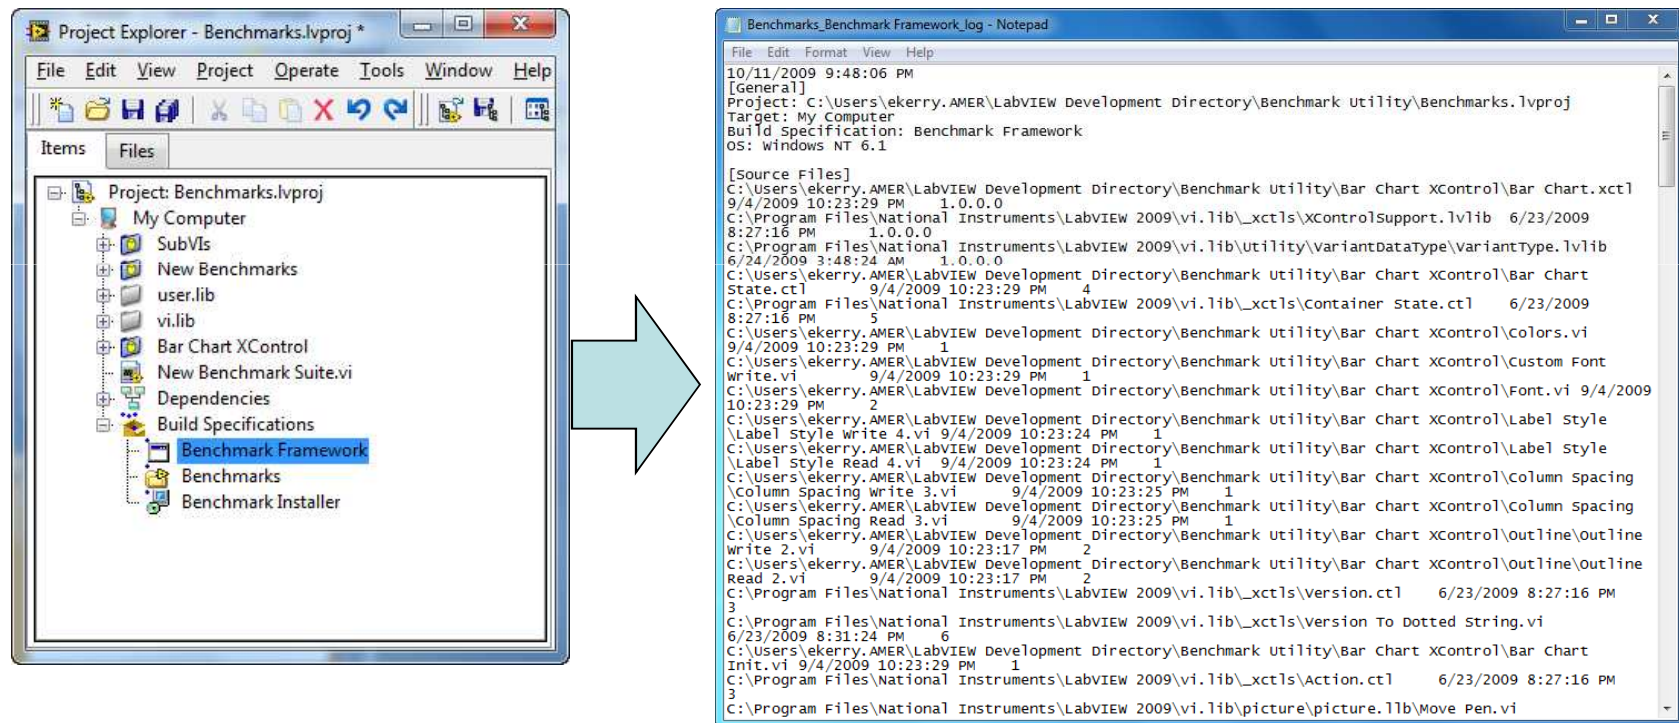 Project Explorer - Benchmarks.lvproj *
File Edit View Project Operate Tools Window Help
Items Files
Project: Benchmarks.lvproj
My Computer
SubVIs
New Benchmarks
user.lib
vi.lib
Bar Chart XControl
New Benchmark Suite.vi
Dependencies
Build Specifications
Benchmark Framework
Benchmarks
Benchmark Installer
Benchmarks_Benchmark Framework_log - Notepad
File Edit Format View Help
10/11/2009 9:48:06 PM
[General]
Project: C:\Users\ekerry.AMER\LabVIEW Development Directory\Benchmark Utility\Benchmarks.lvproj
Target: My Computer
Build Specification: Benchmark Framework
OS: Windows NT 6.1
[Source Files]
C:\Users\ekerry.AMER\LabVIEW Development Directory\Benchmark Utility\Bar Chart XControl\Bar Chart.xctl
9/4/2009 10:23:29 PM 1.0.0.0
C:\Program Files\National Instruments\LabVIEW 2009\vi.lib\_xctls\XControlSupport.lvlib 6/23/2009
8:27:16 PM 1.0.0.0
C:\Program Files\National Instruments\LabVIEW 2009\vi.lib\Utility\VariantDataType\VariantType.lvlib
6/24/2009 3:48:24 AM 1.0.0.0
C:\Users\ekerry.AMER\LabVIEW Development Directory\Benchmark Utility\Bar Chart XControl\Bar Chart
State.ctl 9/4/2009 10:23:29 PM 4
C:\Program Files\National Instruments\LabVIEW 2009\vi.lib\_xctls\Container State.ctl 6/23/2009
8:27:16 PM 5
C:\Users\ekerry.AMER\LabVIEW Development Directory\Benchmark Utility\Bar Chart XControl\Colors.vi
9/4/2009 10:23:29 PM 1
C:\Users\ekerry.AMER\LabVIEW Development Directory\Benchmark Utility\Bar Chart XControl\Custom Font
Write.vi 9/4/2009 10:23:29 PM 1
C:\Users\ekerry.AMER\LabVIEW Development Directory\Benchmark Utility\Bar Chart XControl\Font.vi 9/4/2009
10:23:29 PM 2
C:\Users\ekerry.AMER\LabVIEW Development Directory\Benchmark Utility\Bar Chart XControl\Label Style
\Label Style Write 4.vi 9/4/2009 10:23:24 PM 1
C:\Users\ekerry.AMER\LabVIEW Development Directory\Benchmark Utility\Bar Chart XControl\Label Style
\Label Style Read 4.vi 9/4/2009 10:23:24 PM 1
C:\Users\ekerry.AMER\LabVIEW Development Directory\Benchmark Utility\Bar Chart XControl\Column Spacing
\Column Spacing Write 3.vi 9/4/2009 10:23:25 PM 1
C:\Users\ekerry.AMER\LabVIEW Development Directory\Benchmark Utility\Bar Chart XControl\Column Spacing
\Column Spacing Read 3.vi 9/4/2009 10:23:25 PM 1
C:\Users\ekerry.AMER\LabVIEW Development Directory\Benchmark Utility\Bar Chart XControl\Outline\Outline
Write 2.vi 9/4/2009 10:23:17 PM 2
C:\Users\ekerry.AMER\LabVIEW Development Directory\Benchmark Utility\Bar Chart XControl\Outline\Outline
Read 2.vi 9/4/2009 10:23:17 PM 2
C:\Program Files\National Instruments\LabVIEW 2009\vi.lib\_xctls\Version.ctl 6/23/2009 8:27:16 PM
3
C:\Program Files\National Instruments\LabVIEW 2009\vi.lib\_xctls\Version To Dotted String.vi
6/23/2009 8:31:24 PM 6
C:\Users\ekerry.AMER\LabVIEW Development Directory\Benchmark Utility\Bar Chart XControl\Bar Chart
Init.vi 9/4/2009 10:23:29 PM 1
C:\Program Files\National Instruments\LabVIEW 2009\vi.lib\_xctls\Action.ctl 6/23/2009 8:27:16 PM
3
C:\Program Files\National Instruments\LabVIEW 2009\vi.lib\picture\picture.llb\Move Pen.vi